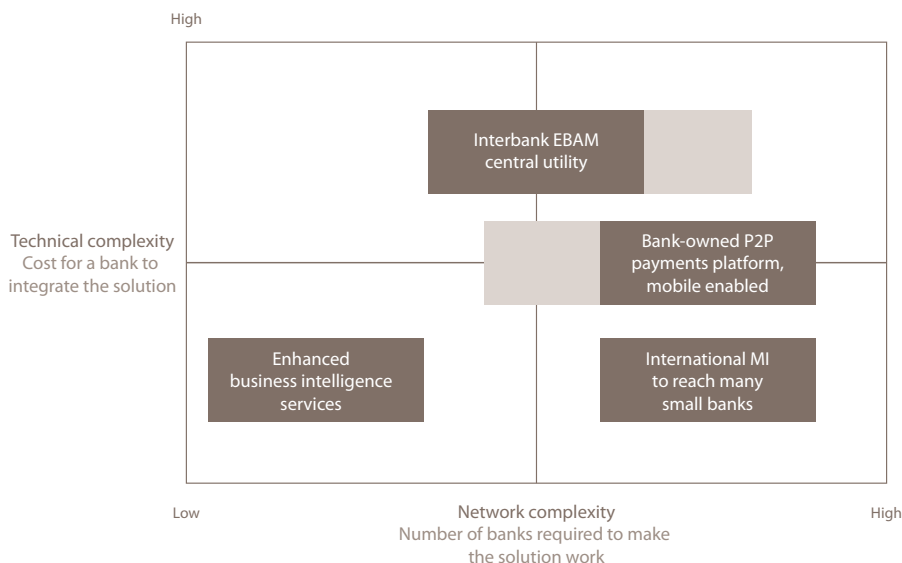 High
Interbank EBAM
central utility
Technical complexity
Cost for a bank to
integrate the solution
Bank-owned P2P
payments platform,
mobile enabled
Enhanced
business intelligence
services
International MI
to reach many
small banks
Low
Network complexity
Number of banks required to make
the solution work
High